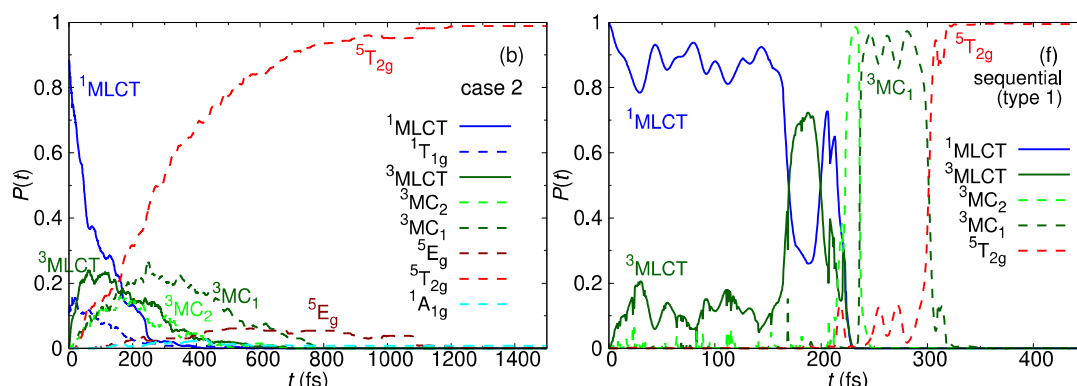 1
0.8
0.6
0.4
0.2
0
P(t)
(b)
case 2
⁵T₂g
¹MLCT
³MLCT
³MC₂
³MC₁
⁵Eg
¹MLCT
¹T₁g
³MLCT
³MC₂
³MC₁
⁵Eg
⁵T₂g
¹A₁g
0 200 400 600 800 1000 1200 1400
t (fs)
1
0.8
0.6
0.4
0.2
0
P(t)
(f)
sequential
(type 1)
⁵T₂g
³MC₁
¹MLCT
³MLCT
¹MLCT
³MLCT
³MC₂
³MC₁
⁵T₂g
0 100 200 300 400
t (fs)